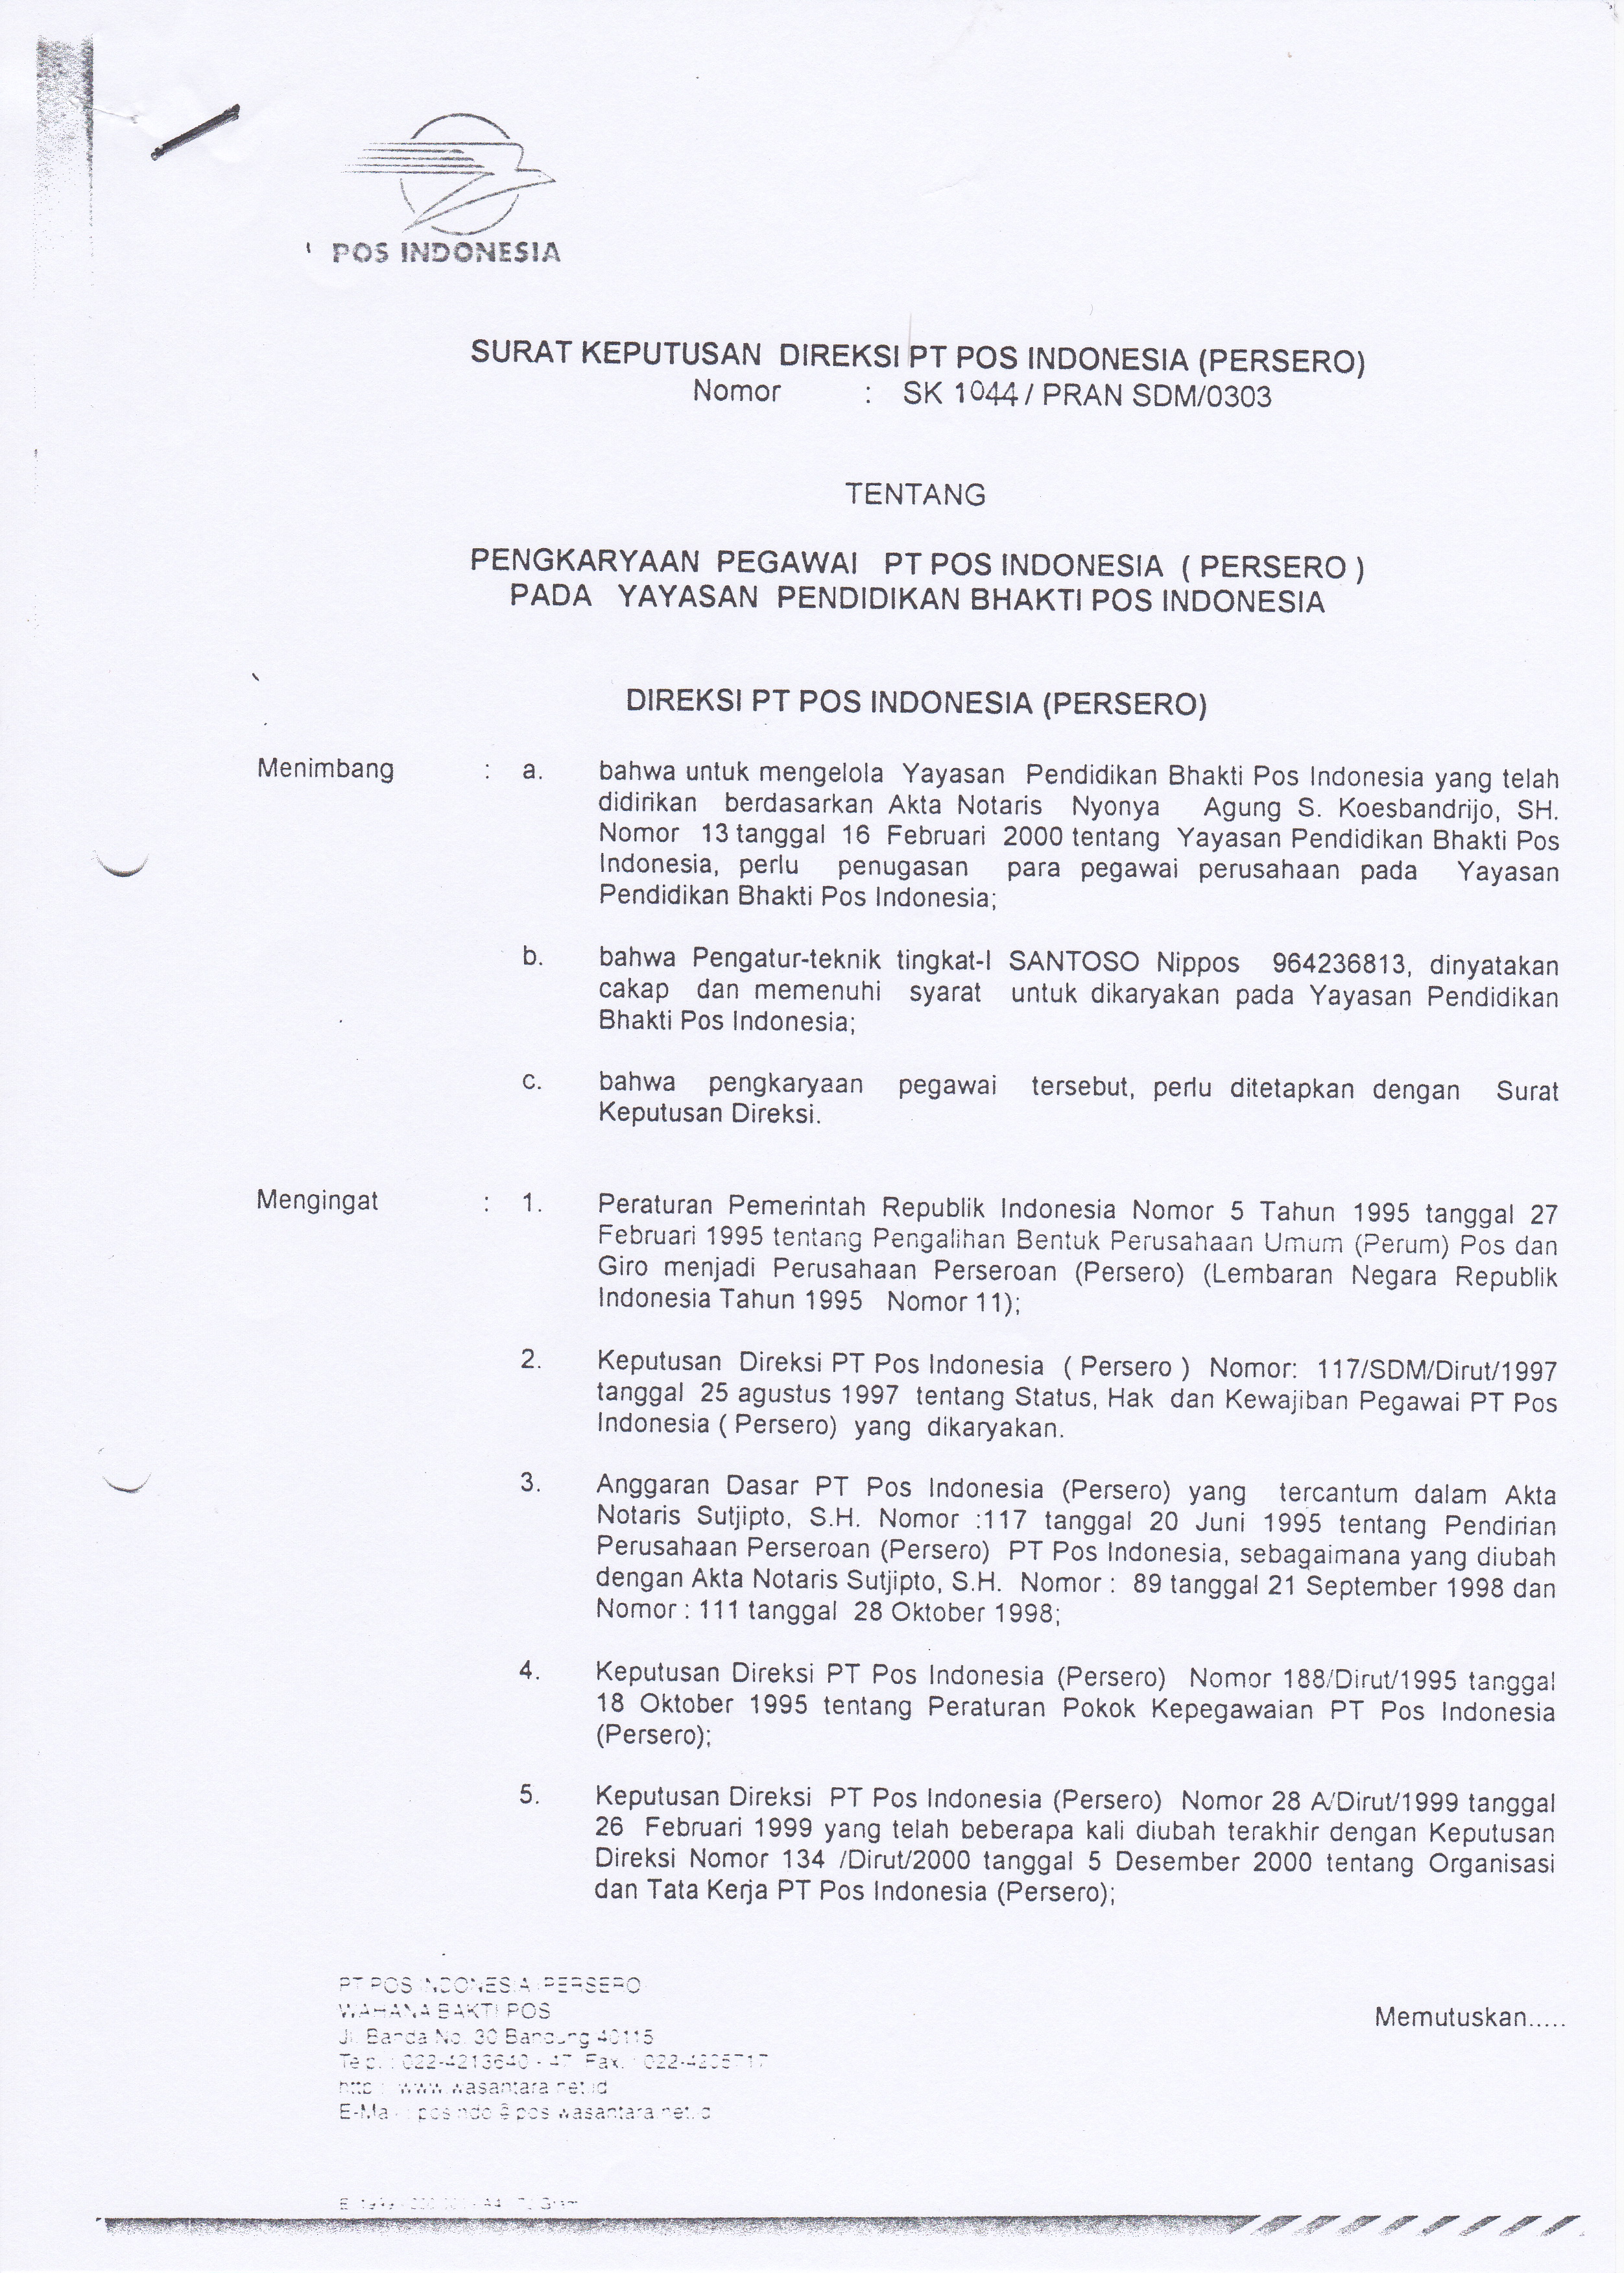 POS INDONESIA
SURAT KEPUTUSAN DIREKSI PT POS INDONESIA (PERSERO)
Nomor : SK 1044 / PRAN SDM/0303
TENTANG
PENGKARYAAN PEGAWAI PT POS INDONESIA ( PERSERO )
PADA YAYASAN PENDIDIKAN BHAKTI POS INDONESIA
DIREKSI PT POS INDONESIA (PERSERO)
Menimbang : a. bahwa untuk mengelola Yayasan Pendidikan Bhakti Pos Indonesia yang telah
didirikan berdasarkan Akta Notaris Nyonya Agung S. Koesbandrijo, SH.
Nomor 13 tanggal 16 Februari 2000 tentang Yayasan Pendidikan Bhakti Pos
Indonesia, perlu penugasan para pegawai perusahaan pada Yayasan
Pendidikan Bhakti Pos Indonesia;
b. bahwa Pengatur-teknik tingkat-I SANTOSO Nippos 964236813, dinyatakan
cakap dan memenuhi syarat untuk dikaryakan pada Yayasan Pendidikan
Bhakti Pos Indonesia;
c. bahwa pengkaryaan pegawai tersebut, perlu ditetapkan dengan Surat
Keputusan Direksi.
Mengingat : 1. Peraturan Pemerintah Republik Indonesia Nomor 5 Tahun 1995 tanggal 27
Februari 1995 tentang Pengalihan Bentuk Perusahaan Umum (Perum) Pos dan
Giro menjadi Perusahaan Perseroan (Persero) (Lembaran Negara Republik
Indonesia Tahun 1995 Nomor 11);
2. Keputusan Direksi PT Pos Indonesia ( Persero ) Nomor: 117/SDM/Dirut/1997
tanggal 25 agustus 1997 tentang Status, Hak dan Kewajiban Pegawai PT Pos
Indonesia ( Persero) yang dikaryakan.
3. Anggaran Dasar PT Pos Indonesia (Persero) yang tercantum dalam Akta
Notaris Sutjipto, S.H. Nomor :117 tanggal 20 Juni 1995 tentang Pendirian
Perusahaan Perseroan (Persero) PT Pos Indonesia, sebagaimana yang diubah
dengan Akta Notaris Sutjipto, S.H. Nomor : 89 tanggal 21 September 1998 dan
Nomor : 111 tanggal 28 Oktober 1998;
4. Keputusan Direksi PT Pos Indonesia (Persero) Nomor 188/Dirut/1995 tanggal
18 Oktober 1995 tentang Peraturan Pokok Kepegawaian PT Pos Indonesia
(Persero);
5. Keputusan Direksi PT Pos Indonesia (Persero) Nomor 28 A/Dirut/1999 tanggal
26 Februari 1999 yang telah beberapa kali diubah terakhir dengan Keputusan
Direksi Nomor 134 /Dirut/2000 tanggal 5 Desember 2000 tentang Organisasi
dan Tata Kerja PT Pos Indonesia (Persero);
Memutuskan.....
PT POS INDONESIA (PERSERO)
WAHANA BAKTI POS
Jl. Banda No. 30 Bandung 40115
Telp. : 022-4213640 - 47 Fax. : 022-4205717
http : www.wasantara.net.id
E-Mail : posindo @ pos.wasantara.net.id